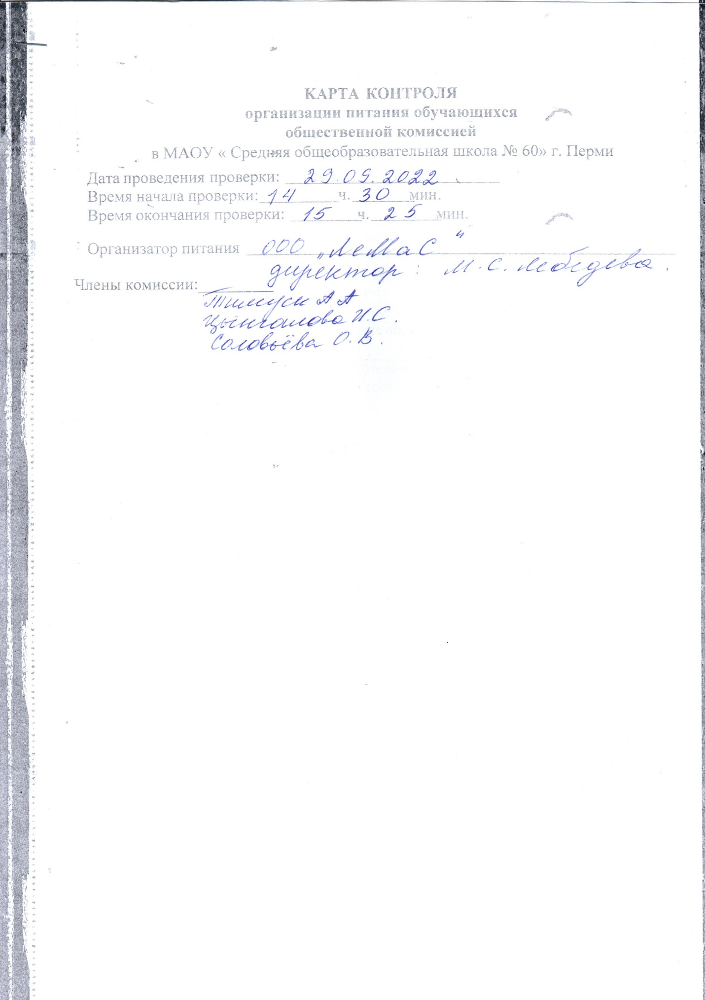 КАРТА КОНТРОЛЯ
организации питания обучающихся
общественной комиссией
в МАОУ « Средняя общеобразовательная школа № 60» г. Перми
Дата проведения проверки: 29.09.2022
Время начала проверки: 14 ч. 30 мин.
Время окончания проверки: 15 ч. 25 мин.
Организатор питания ООО „ЛеМаС"
директор: М.С. Лебедева.
Члены комиссии:
А А
И.С.
Соловьёва О.В.